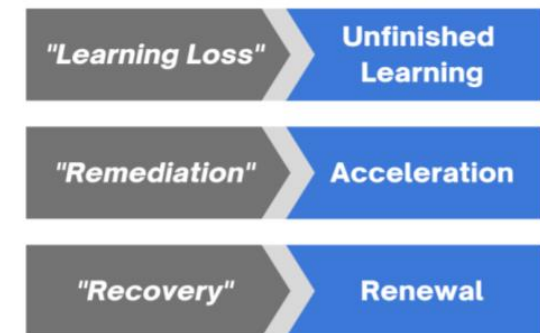 "Learning Loss"
Unfinished
Learning
"Remediation"
Acceleration
"Recovery"
Renewal